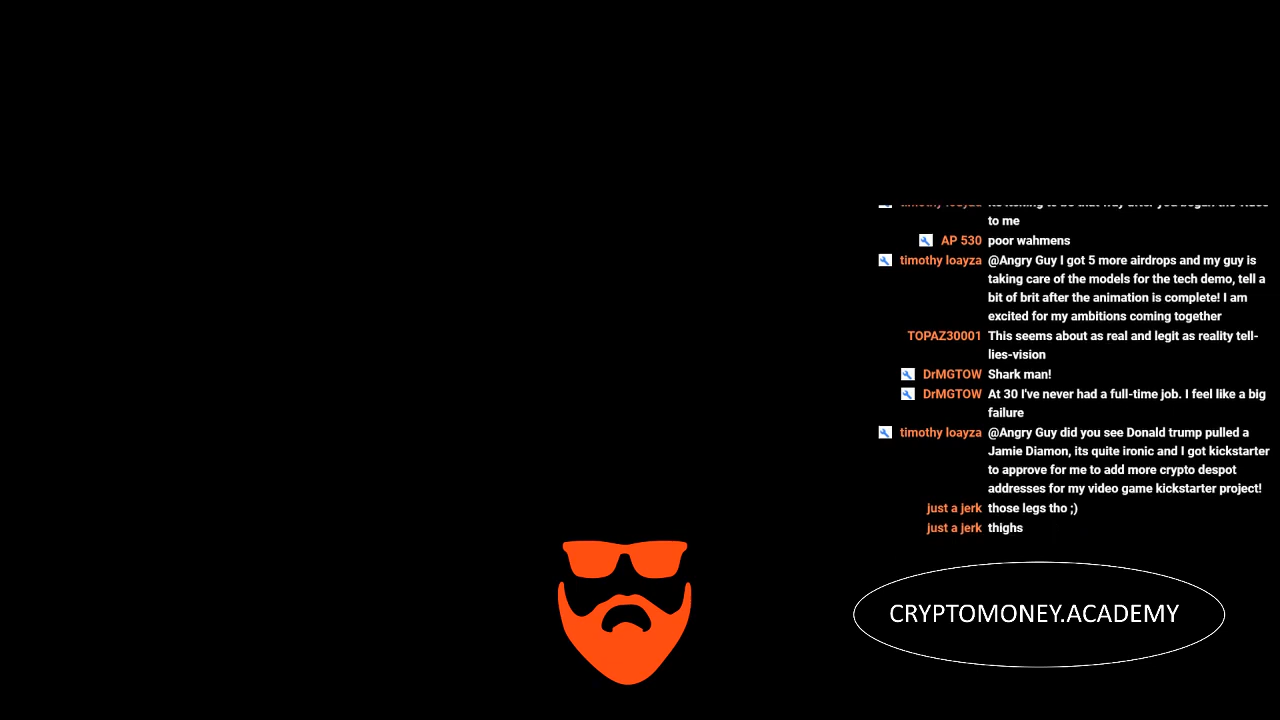 to me
AP 530 poor wahmens
timothy loayza @Angry Guy I got 5 more airdrops and my guy is
taking care of the models for the tech demo, tell a
bit of brit after the animation is complete! I am
excited for my ambitions coming together
TOPAZ30001 This seems about as real and legit as reality tell-
lies-vision
DrMGTOW Shark man!
DrMGTOW At 30 I've never had a full-time job. I feel like a big
failure
timothy loayza @Angry Guy did you see Donald trump pulled a
Jamie Diamon, its quite ironic and I got kickstarter
to approve for me to add more crypto despot
addresses for my video game kickstarter project!
just a jerk those legs tho ;)
just a jerk thighs
CRYPTOMONEY.ACADEMY